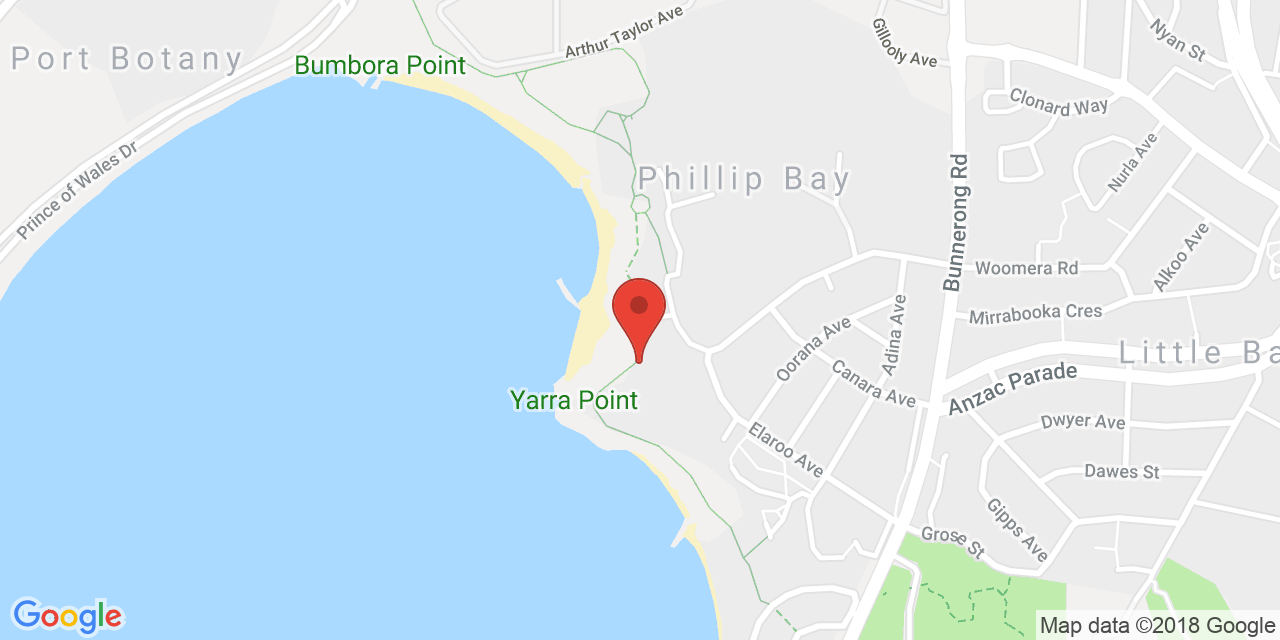 Arthur Taylor Ave
Gillooly Ave
Nyan St
Port Botany
Bumbora Point
Clonard Way
Prince of Wales Dr
Phillip Bay
Nurla Ave
Bunnerong Rd
Woomera Rd
Alkoo Ave
Mirrabooka Cres
Oorana Ave
Adina Ave
Little Ba
Canara Ave
Anzac Parade
Yarra Point
Elaroo Ave
Dwyer Ave
Dawes St
Gipps Ave
Grose St
Google
Map data ©2018 Google